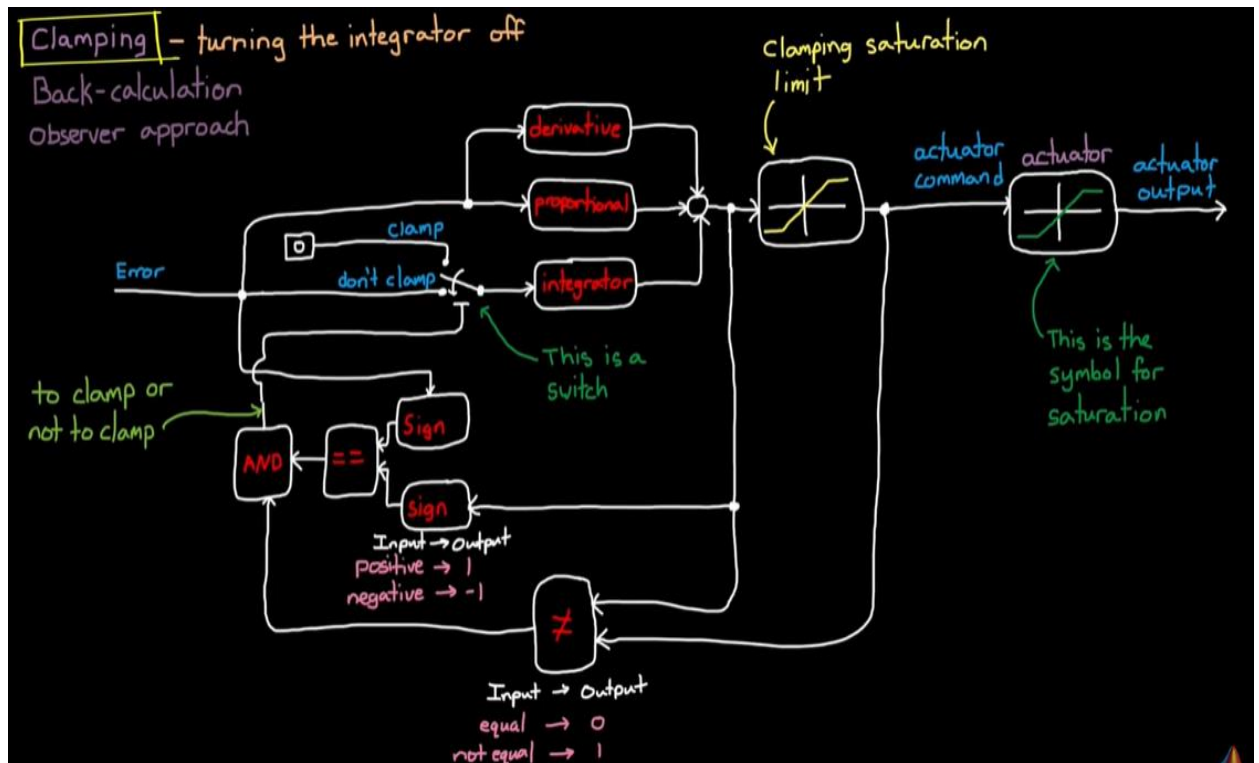 Clamping - turning the integrator off
Back-calculation
observer approach
Clamping saturation
limit
derivative
proportional
integrator
actuator
command
actuator
actuator
output
clamp
0
Error
don't clamp
This is a
switch
This is the
symbol for
saturation
to clamp or
not to clamp
AND
==
Sign
sign
Input → Output
positive → 1
negative → -1
≠
Input → Output
equal → 0
not equal → 1